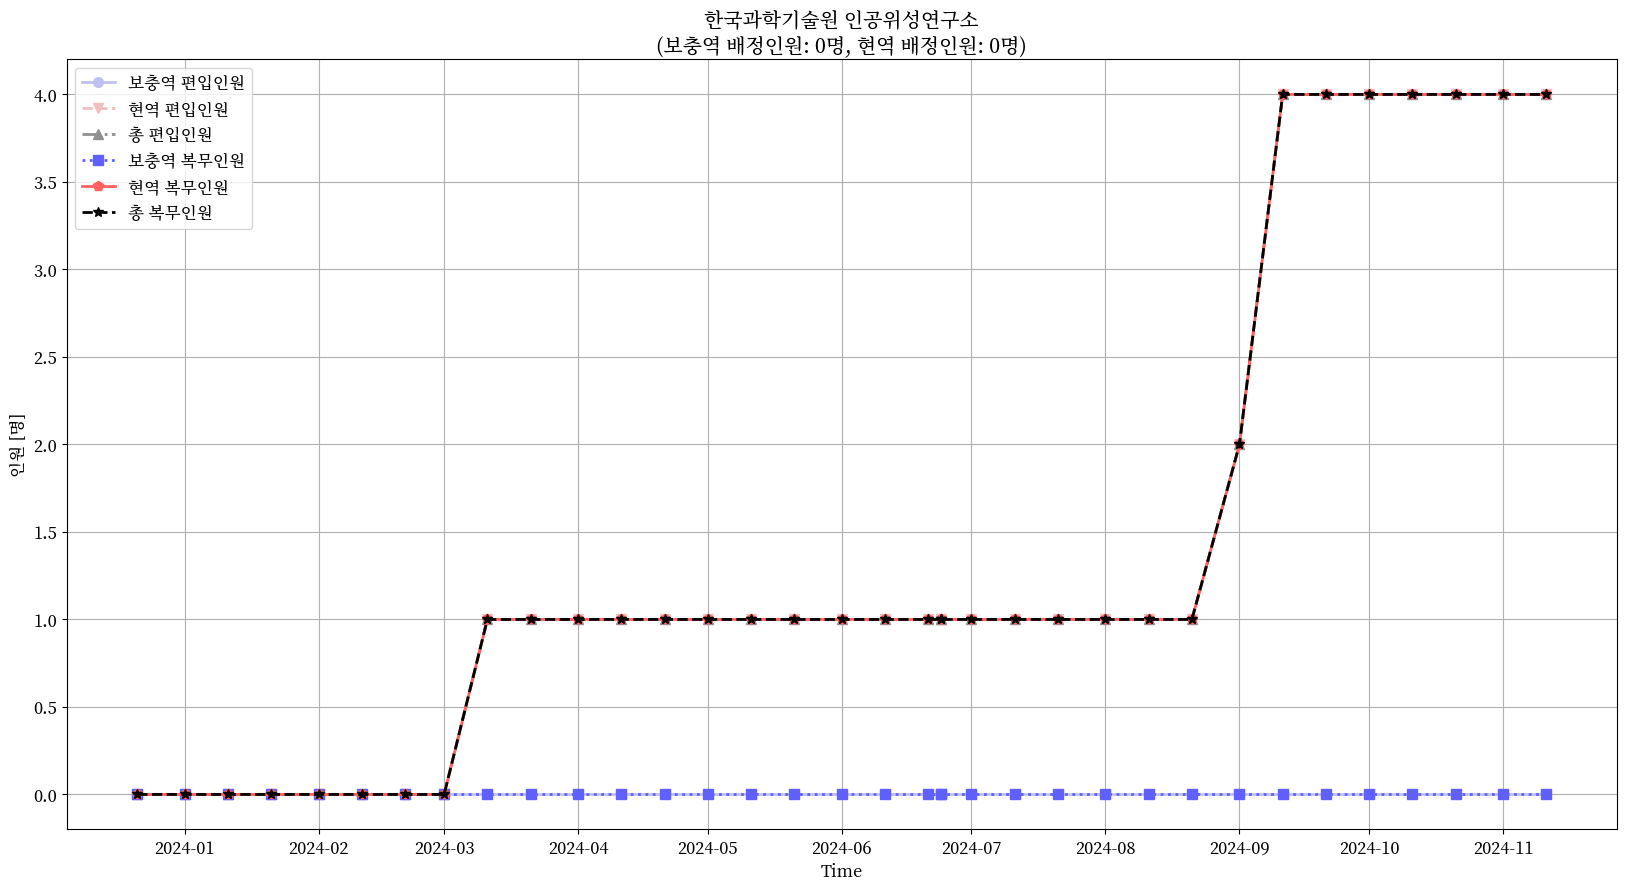 한국과학기술원 인공위성연구소
(보충역 배정인원: 0명, 현역 배정인원: 0명)
보충역 편입인원
현역 편입인원
총 편입인원
보충역 복무인원
현역 복무인원
총 복무인원
4.0
3.5
3.0
2.5
2.0
1.5
1.0
0.5
0.0
인원 [명]
2024-01 2024-02 2024-03 2024-04 2024-05 2024-06 2024-07 2024-08 2024-09 2024-10 2024-11
Time